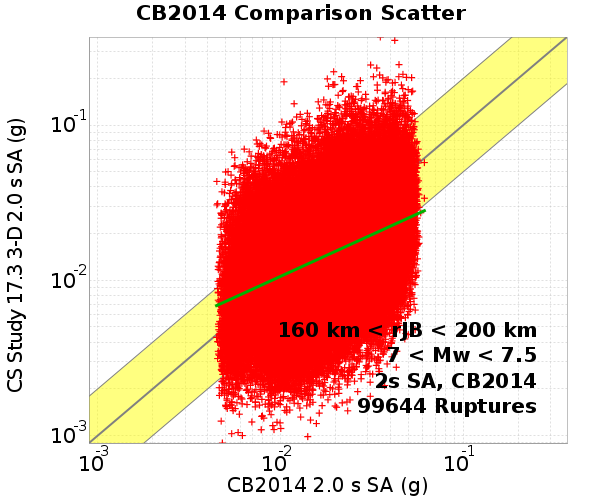 CB2014 Comparison Scatter
CS Study 17.3 3-D 2.0 s SA (g)
10-1
10-2
10-3
160 km < rJB < 200 km
7 < Mw < 7.5
2s SA, CB2014
99644 Ruptures
10-3 10-2 10-1
CB2014 2.0 s SA (g)